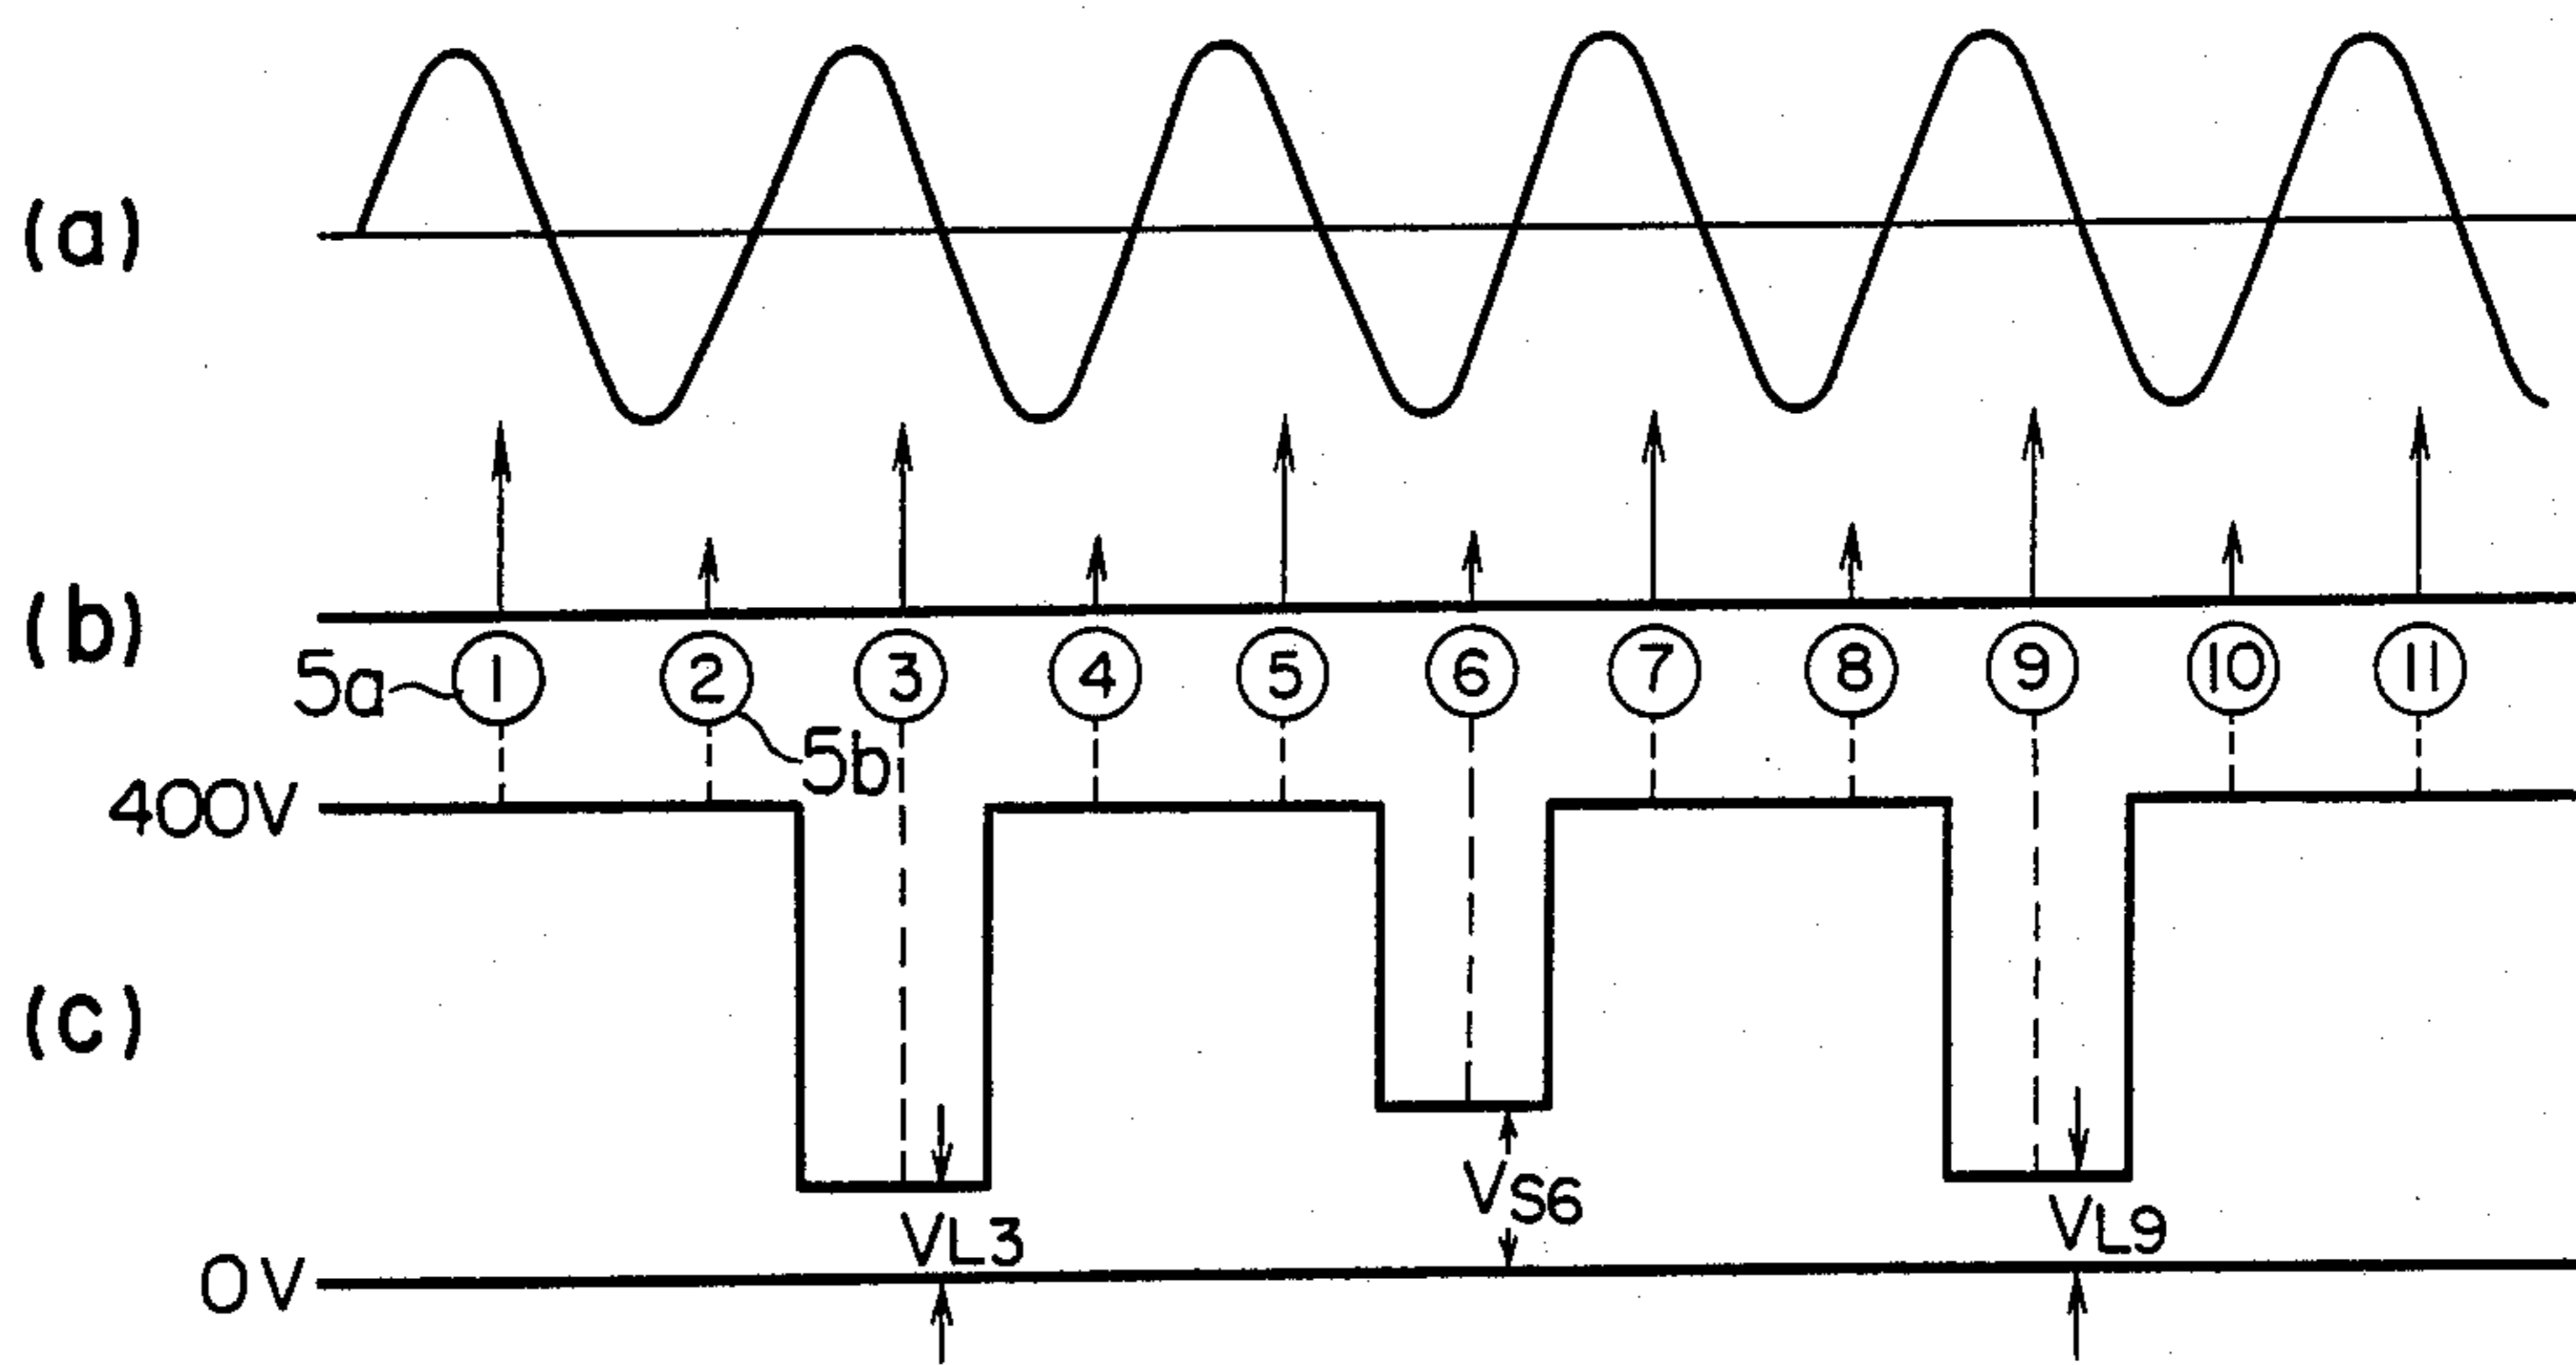 (a)
(b)
5a ① ② ③ ④ ⑤ ⑥ ⑦ ⑧ ⑨ ⑩ ⑪
5b
400V
(c)
VS6
VL3
VL9
0V